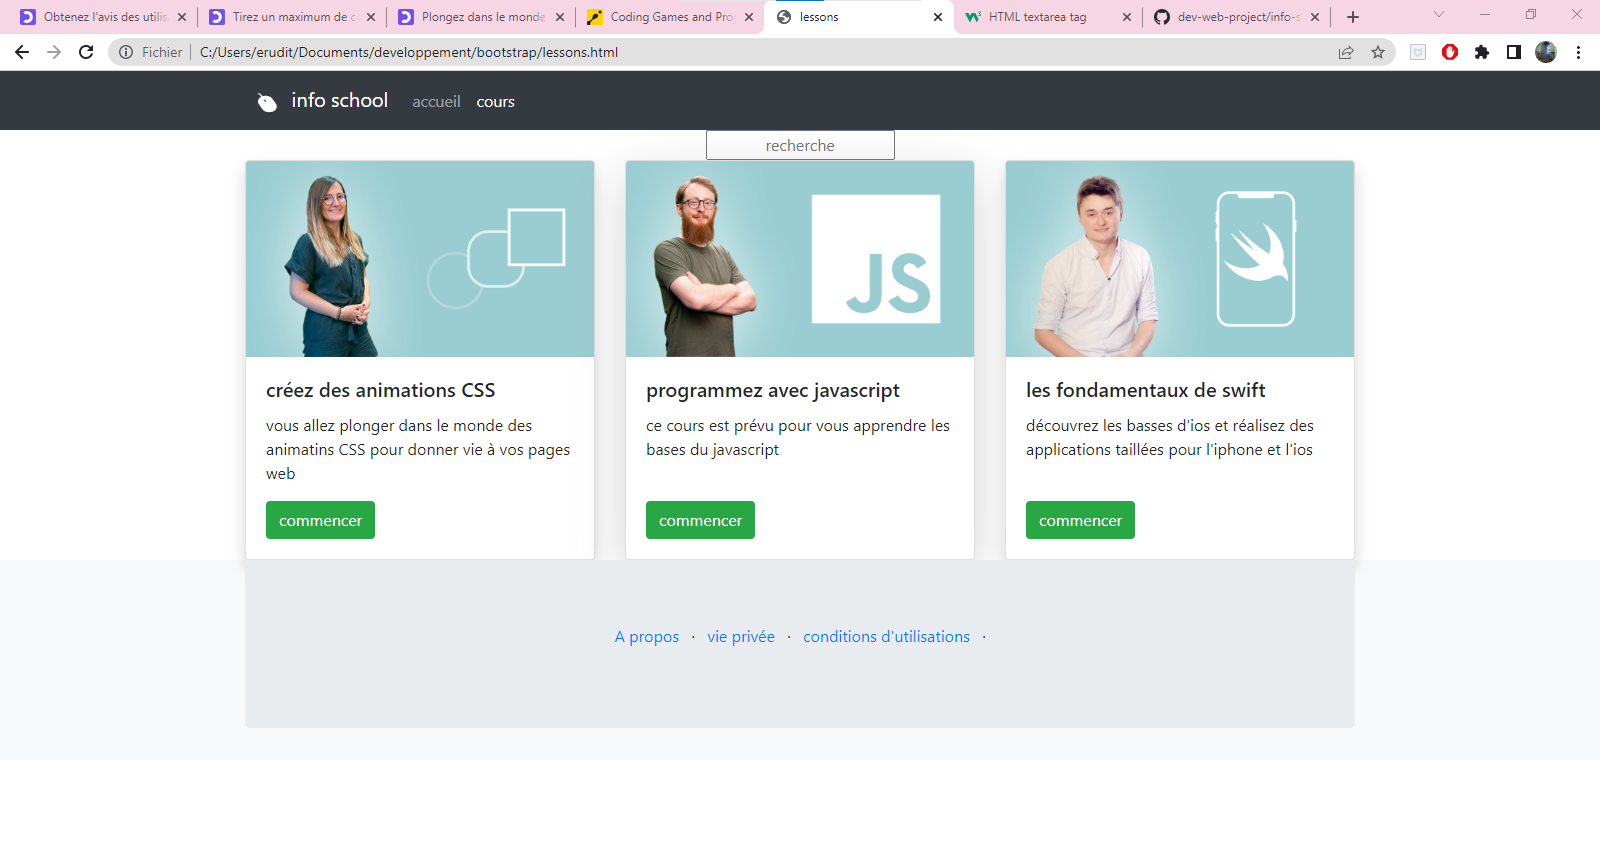 Obtenez l'avis des utilis
Tirez un maximum de c
Plongez dans le monde
Coding Games and Prog
lessons
HTML textarea tag
dev-web-project/info-s
Fichier C:/Users/erudit/Documents/developpement/bootstrap/lessons.html
info school accueil cours
recherche
JS
créez des animations CSS
vous allez plonger dans le monde des
animatins CSS pour donner vie à vos pages
web
commencer
programmez avec javascript
ce cours est prévu pour vous apprendre les
bases du javascript
commencer
les fondamentaux de swift
découvrez les basses d'ios et réalisez des
applications taillées pour l'iphone et l'ios
commencer
A propos · vie privée · conditions d'utilisations ·